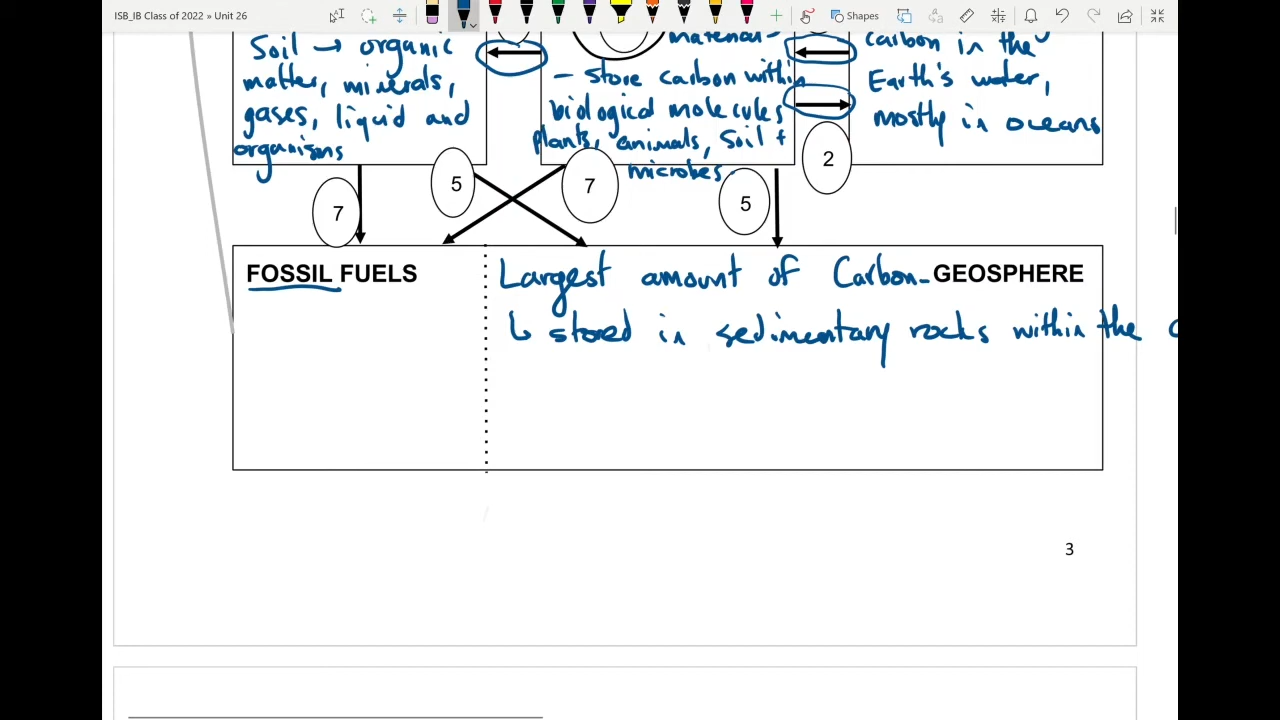 ISB_IB Class of 2022 » Unit 26
Shapes
Soil → organic
matter, minerals,
gases, liquid and
organisms
material -
- store carbon within
biological molecules
plants, animals, soil +
microbes.
carbon in the
Earth's water,
mostly in oceans
7
5
7
5
2
FOSSIL FUELS
Largest amount of Carbon - GEOSPHERE
↳ stored in sedimentary rocks within the
3